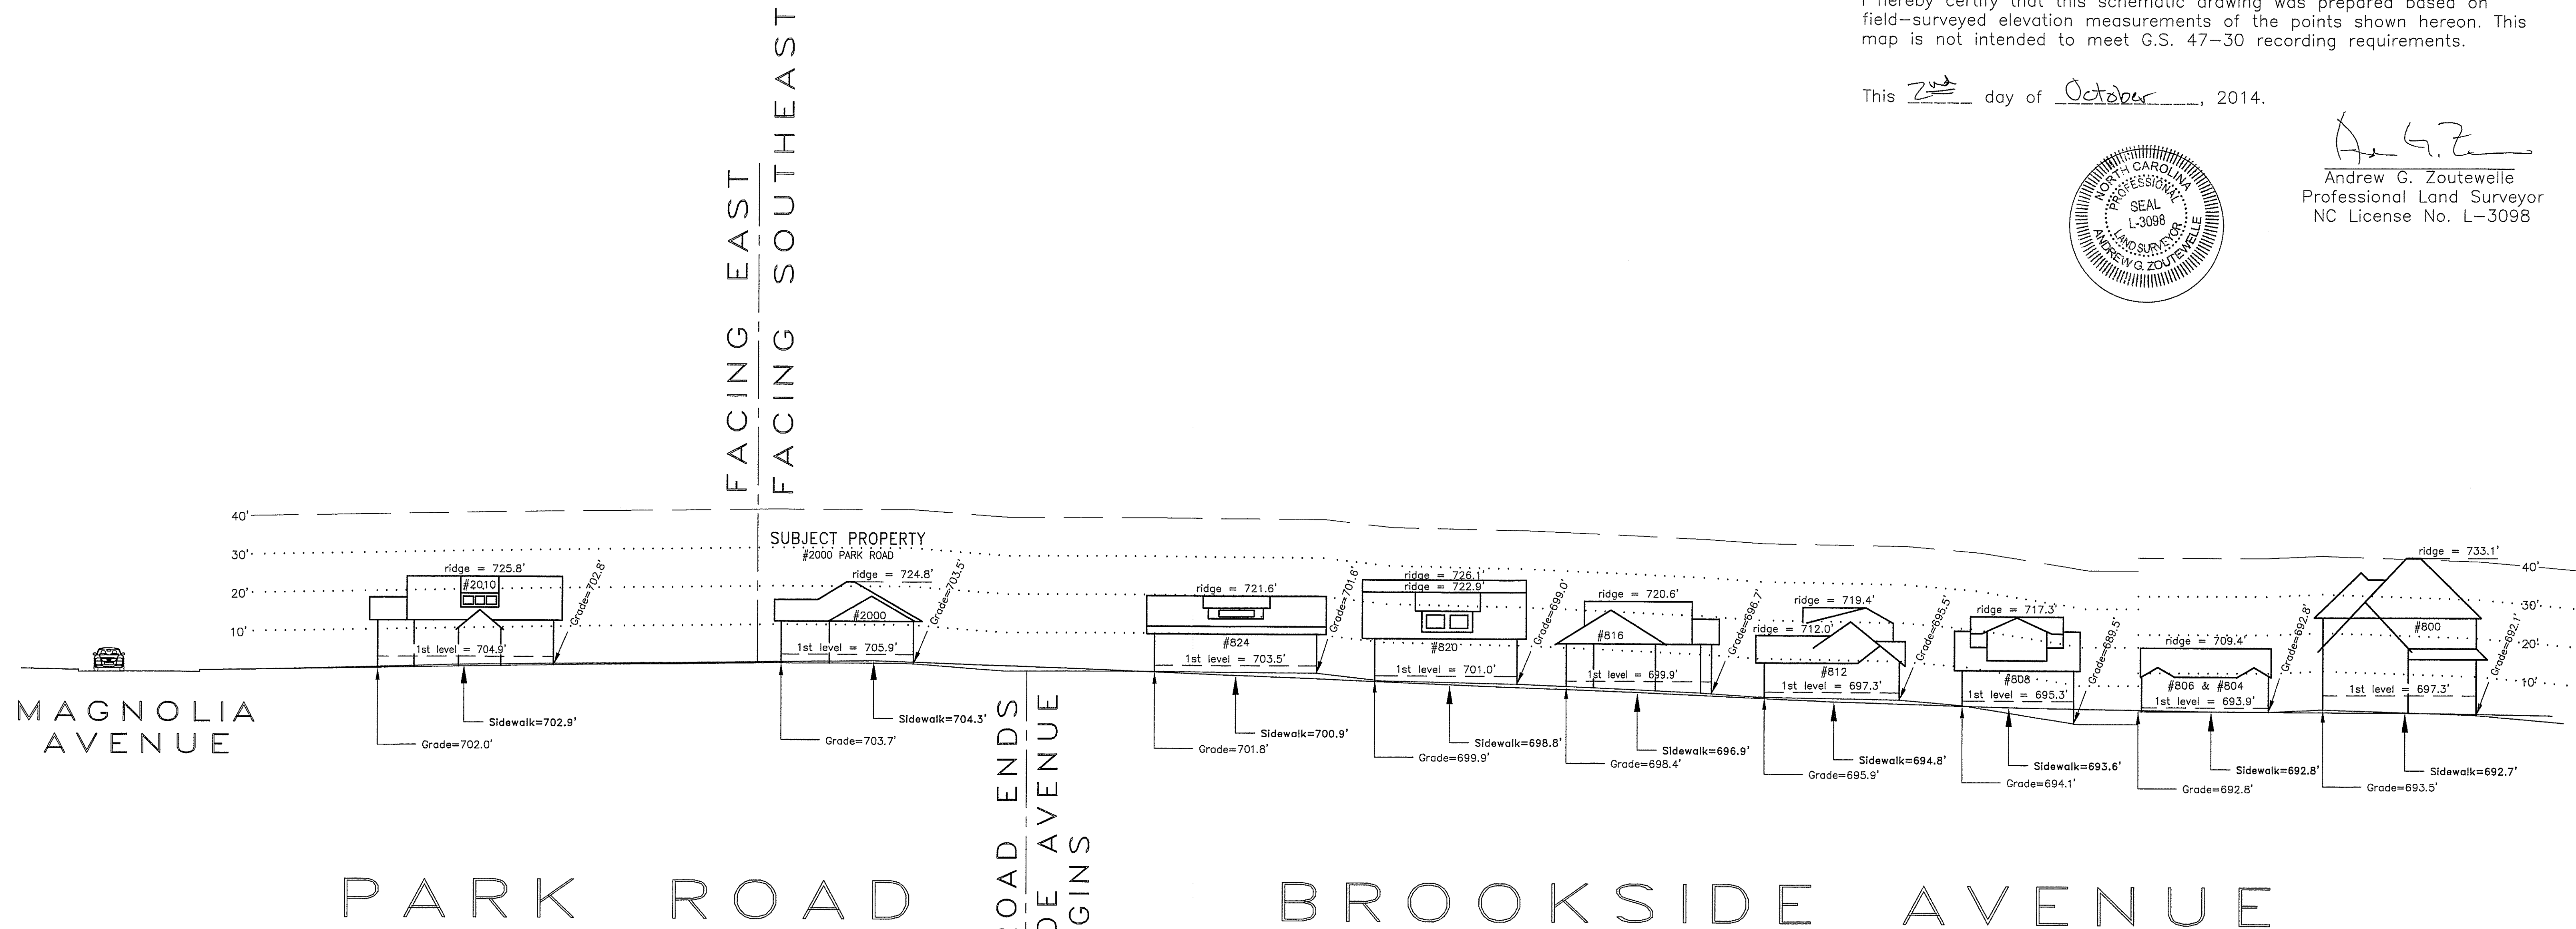 I hereby certify that this schematic drawing was prepared based on
field-surveyed elevation measurements of the points shown hereon. This
map is not intended to meet G.S. 47-30 recording requirements.
This 2nd day of October, 2014.
NORTH CAROLINA
PROFESSIONAL
SEAL
L-3098
LAND SURVEYOR
ANDREW G. ZOUTEWELLE
Andrew G. Zoutewelle
Professional Land Surveyor
NC License No. L-3098
FACING EAST
FACING SOUTHEAST
40'
30'
20'
10'
SUBJECT PROPERTY
#2000 PARK ROAD
ridge = 725.8'
#2010
1st level = 704.9'
Grade=702.8'
Sidewalk=702.9'
Grade=702.0'
ridge = 724.8'
#2000
1st level = 705.9'
Grade=703.5'
Sidewalk=704.3'
Grade=703.7'
ridge = 721.6'
#824
1st level = 703.5'
Grade=701.6'
Sidewalk=700.9'
Grade=701.8'
ridge = 726.1'
ridge = 722.9'
#820
1st level = 701.0'
Grade=699.0'
Sidewalk=698.8'
Grade=699.9'
ridge = 720.6'
#816
1st level = 699.9'
Grade=696.7'
Sidewalk=696.9'
Grade=698.4'
ridge = 719.4'
ridge = 712.0'
#812
1st level = 697.3'
Grade=695.5'
Sidewalk=694.8'
Grade=695.9'
ridge = 717.3'
#808
1st level = 695.3'
Grade=689.5'
Sidewalk=693.6'
Grade=694.1'
ridge = 709.4'
#806 & #804
1st level = 693.9'
Grade=692.8'
Sidewalk=692.8'
Grade=692.8'
ridge = 733.1'
#800
1st level = 697.3'
Grade=692.1'
Sidewalk=692.7'
Grade=693.5'
40'
30'
20'
10'
MAGNOLIA
AVENUE
ROAD ENDS
DE AVENUE
GINS
PARK ROAD
BROOKSIDE AVENUE